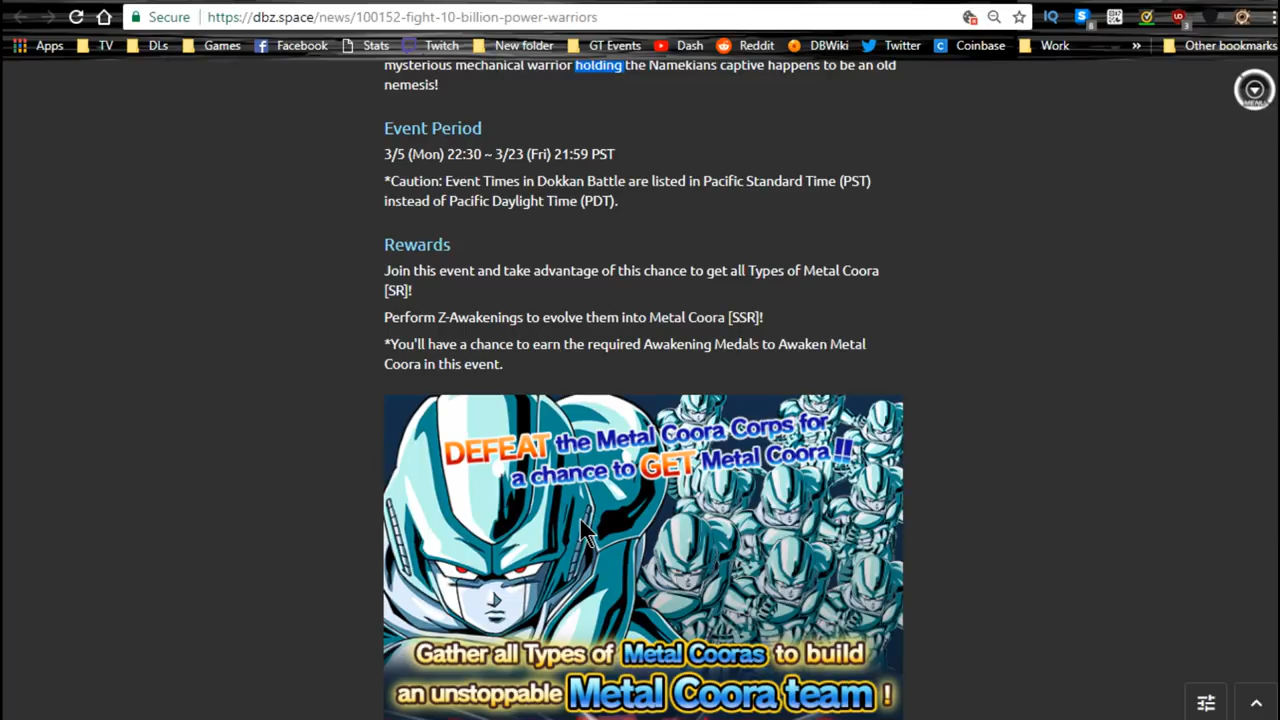 Secure
https://dbz.space/news/100152-fight-10-billion-power-warriors
IQ
8
3
Apps
TV
DLs
Games
Facebook
Stats
Twitch
New folder
GT Events
Dash
Reddit
DBWiki
Twitter
Coinbase
Work
»
Other bookmarks
mysterious mechanical warrior holding the Namekians captive happens to be an old
nemesis!
MENU
Event Period
3/5 (Mon) 22:30 ~ 3/23 (Fri) 21:59 PST
*Caution: Event Times in Dokkan Battle are listed in Pacific Standard Time (PST)
instead of Pacific Daylight Time (PDT).
Rewards
Join this event and take advantage of this chance to get all Types of Metal Coora
[SR]!
Perform Z-Awakenings to evolve them into Metal Coora [SSR]!
*You'll have a chance to earn the required Awakening Medals to Awaken Metal
Coora in this event.
DEFEAT the Metal Coora Corps for
a chance to GET Metal Coora!!
Gather all Types of Metal Cooras to build
an unstoppable Metal Coora team!